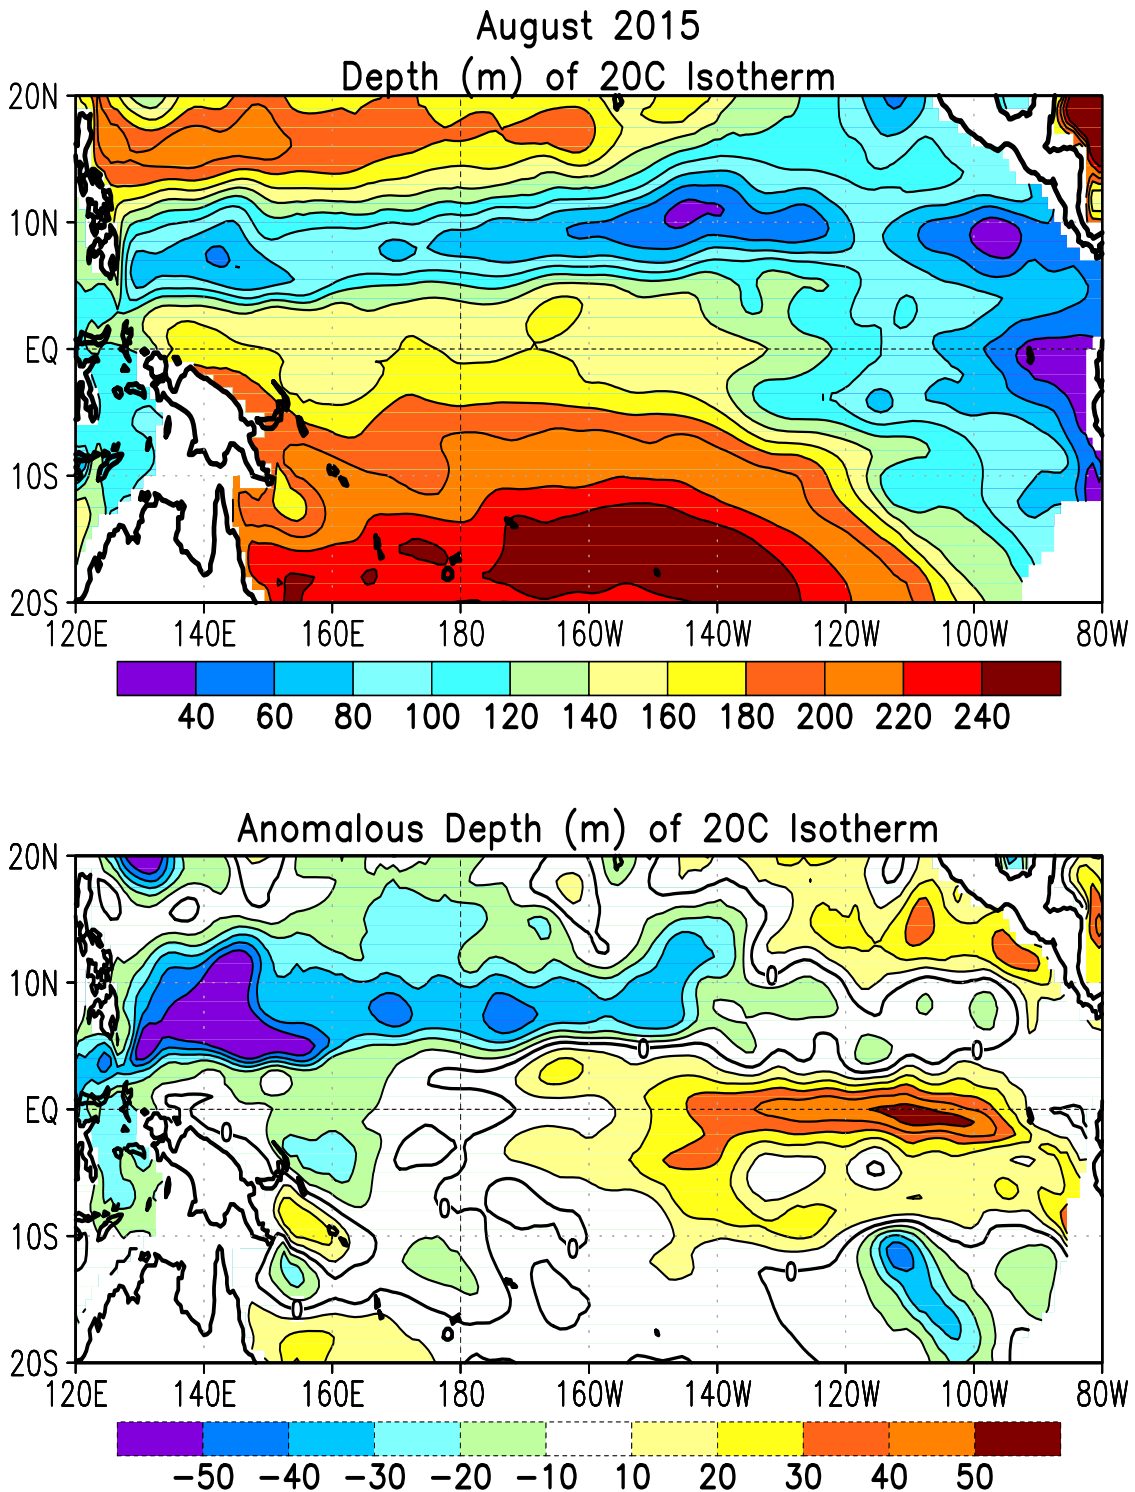 August 2015
Depth (m) of 20C Isotherm
20N
10N
EQ
10S
20S
120E 140E 160E 180 160W 140W 120W 100W 80W
40 60 80 100 120 140 160 180 200 220 240
Anomalous Depth (m) of 20C Isotherm
20N
0
10N
0 0
EQ
0
0
10S
0
0
0
20S
120E 140E 160E 180 160W 140W 120W 100W 80W
−50 −40 −30 −20 −10 10 20 30 40 50